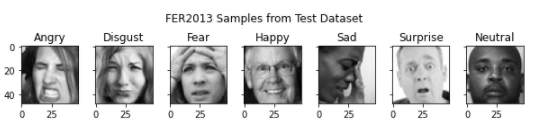 FER2013 Samples from Test Dataset
Angry Disgust Fear Happy Sad Surprise Neutral
0
20
40
0 25 0 25 0 25 0 25 0 25 0 25 0 25